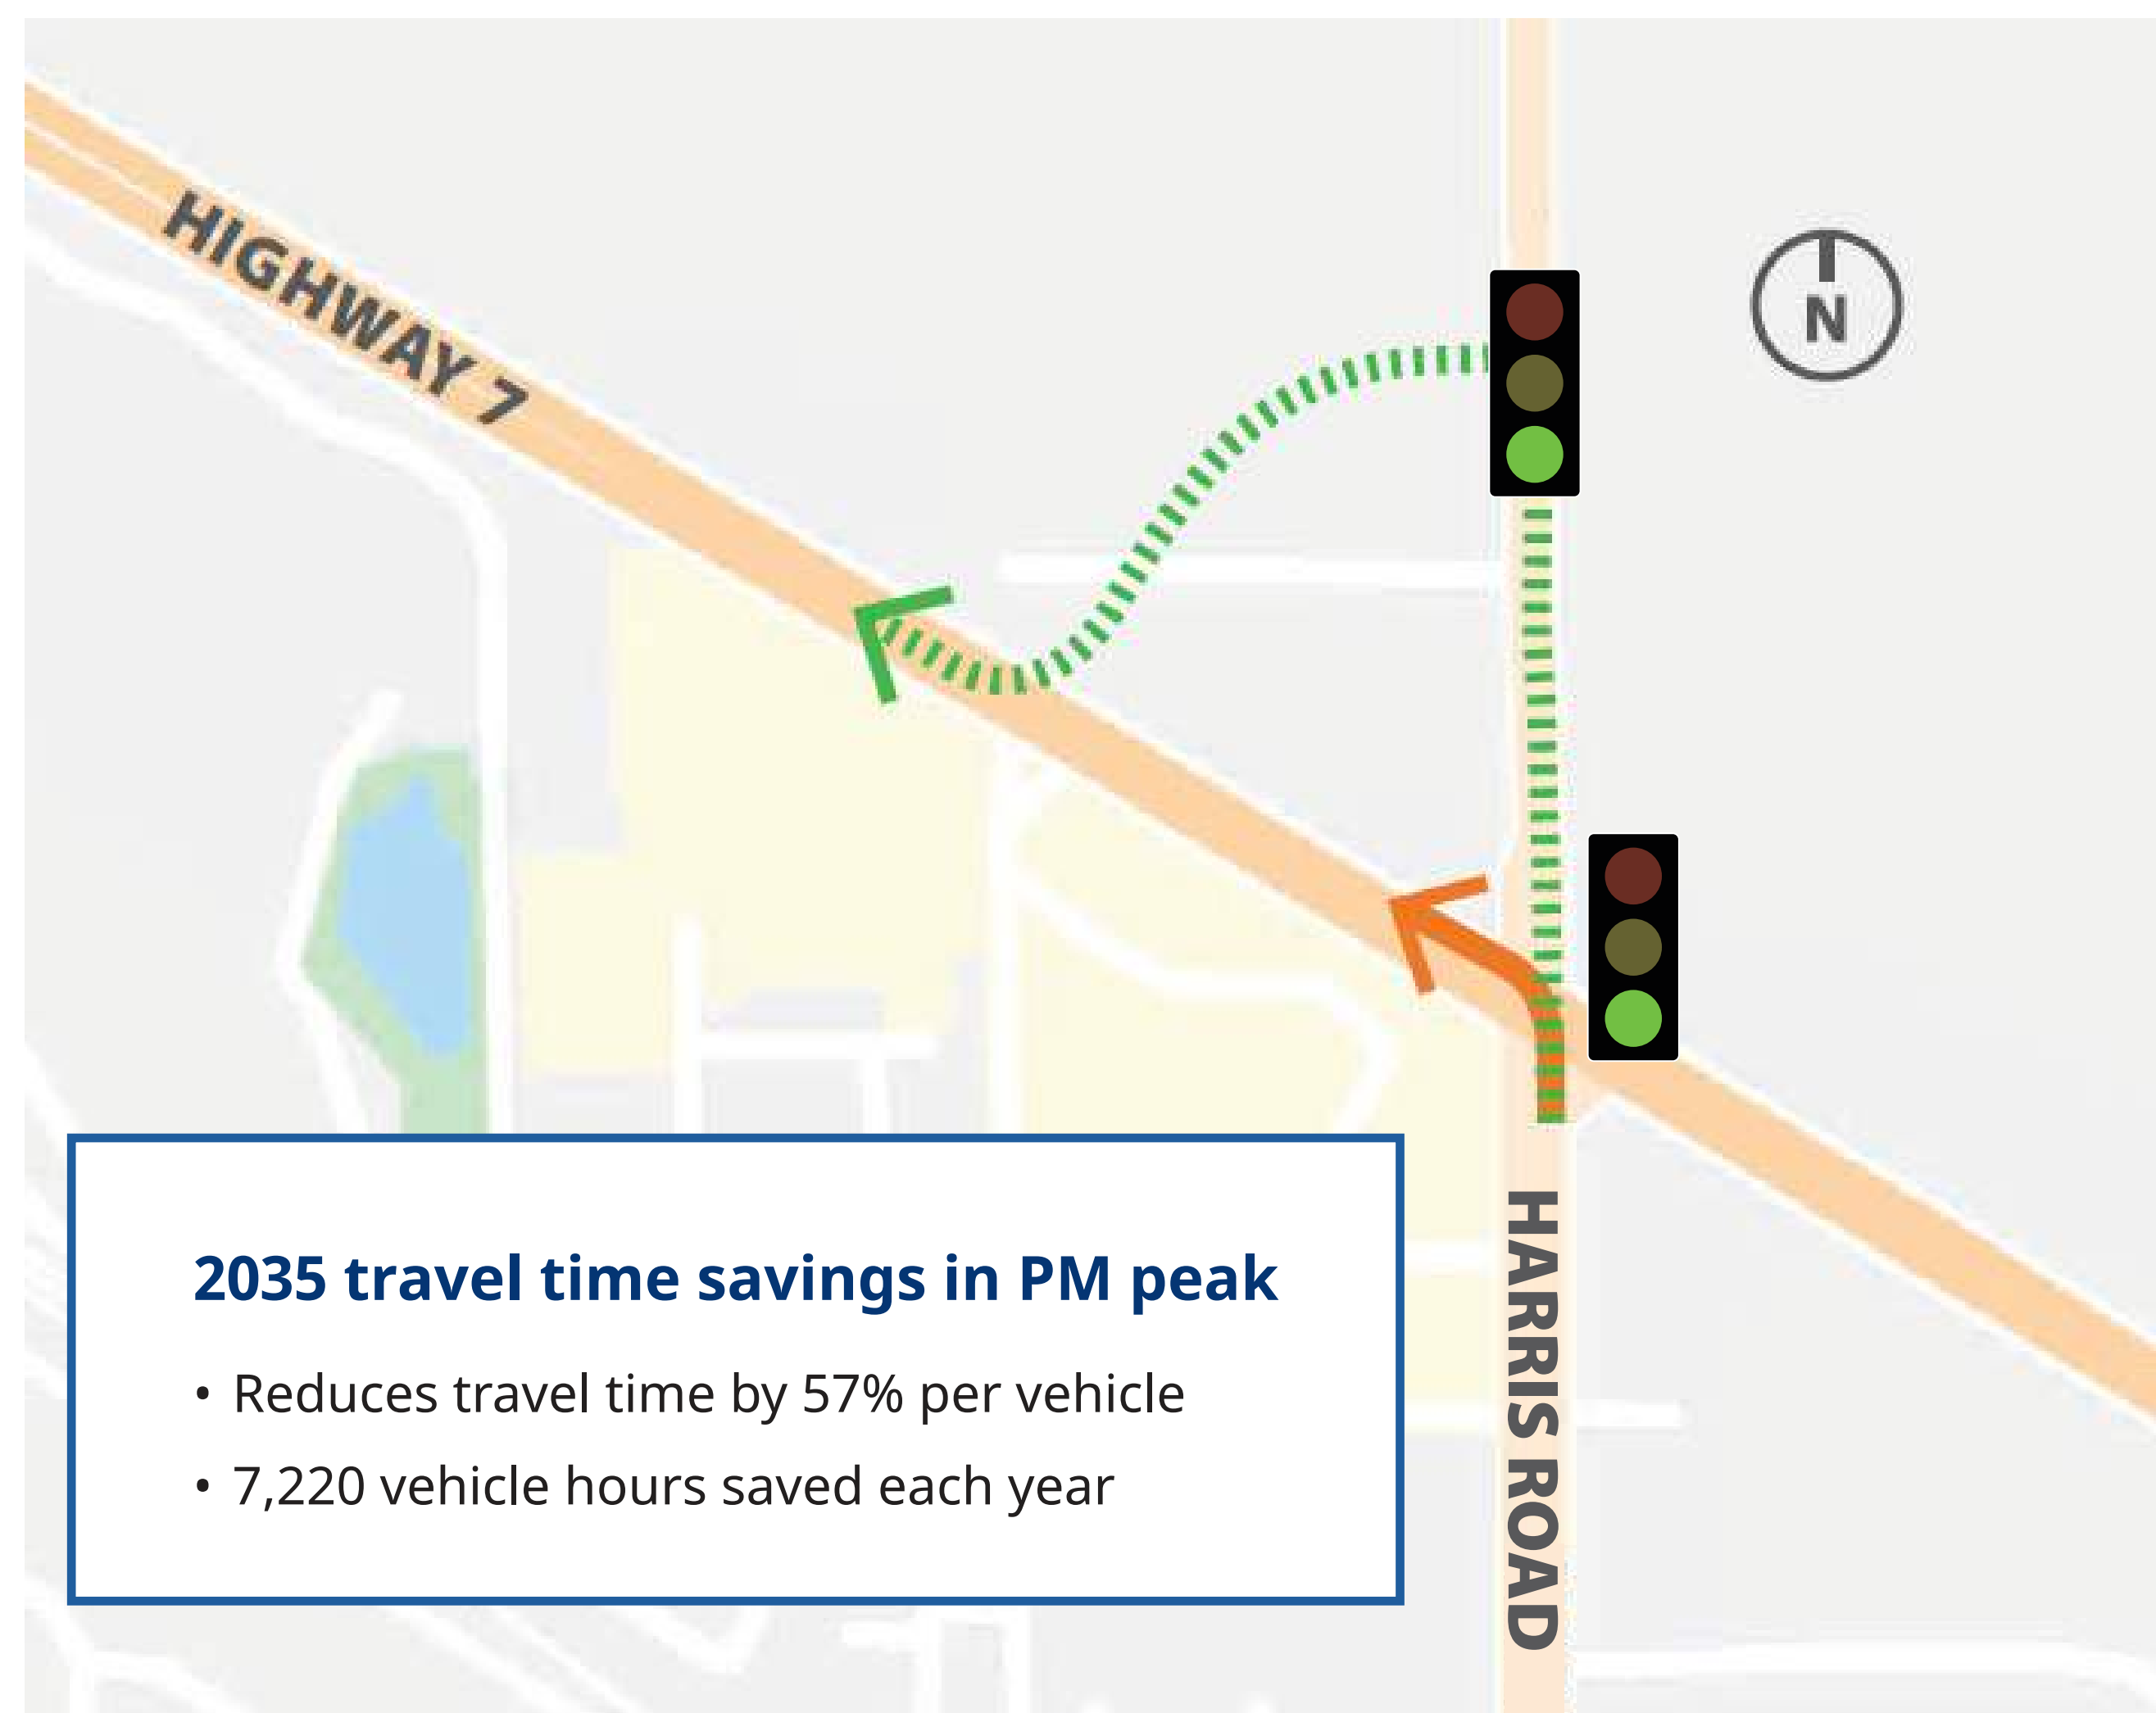 HIGHWAY 7
N
HARRIS ROAD
2035 travel time savings in PM peak
• Reduces travel time by 57% per vehicle
• 7,220 vehicle hours saved each year